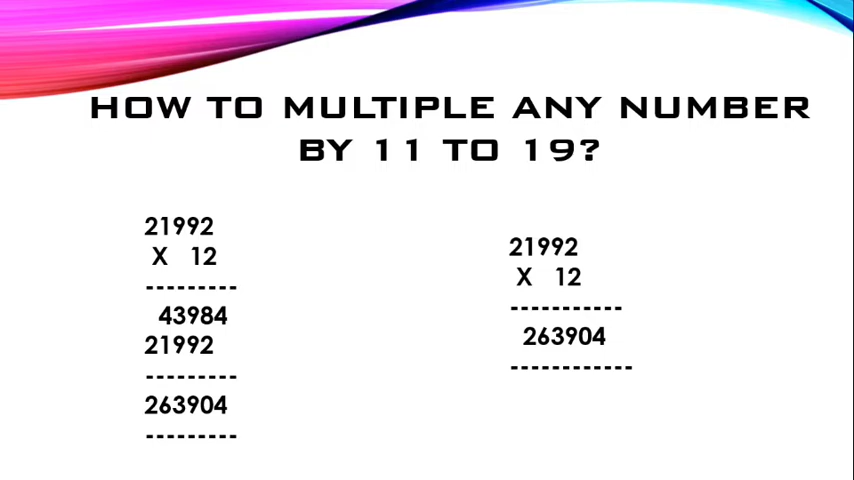 HOW TO MULTIPLE ANY NUMBER
BY 11 TO 19?
21992
X 12
---------
43984
21992
---------
263904
---------
21992
X 12
-----------
263904
------------